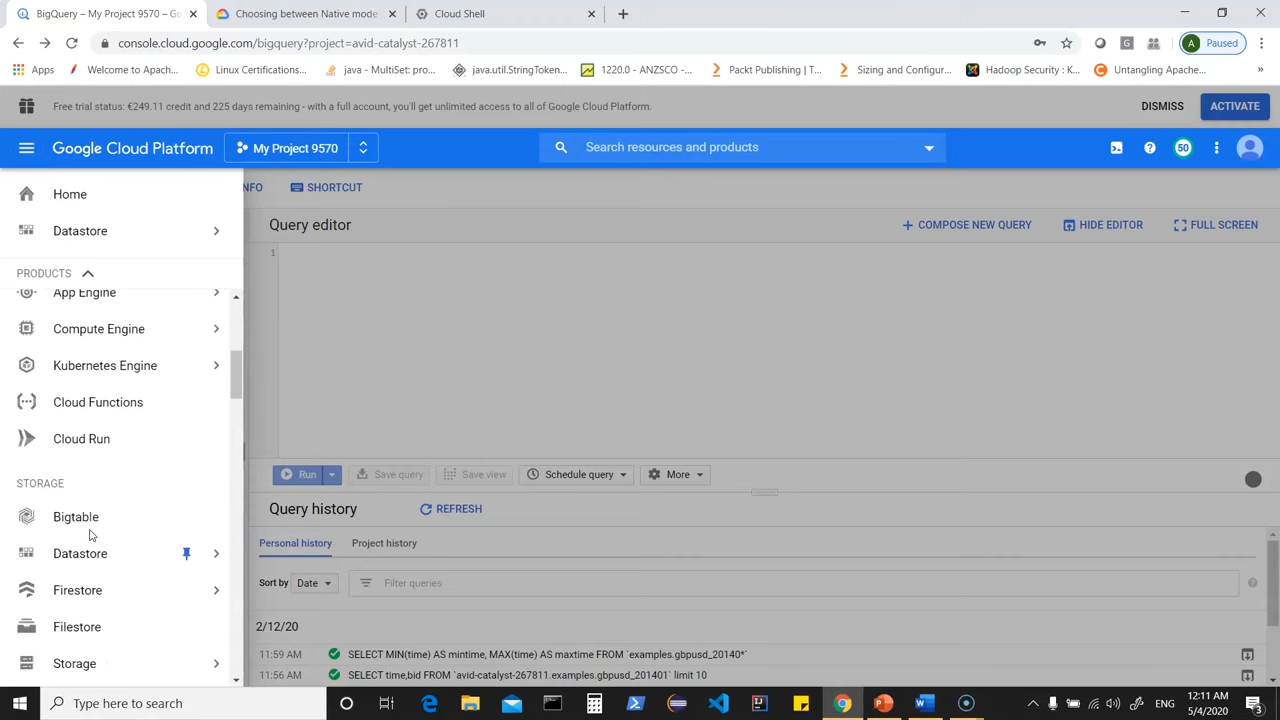 BigQuery – My Project 9570 – Go
Choosing between Native mode
Cloud Shell
console.cloud.google.com/bigquery?project=avid-catalyst-267811
A Paused
Apps
Welcome to Apach...
Linux Certifications...
java - MultiSet: pro...
java.util.StringToken...
1220.0 - ANZSCO -...
Packt Publishing | T...
Sizing and Configur...
Hadoop Security : K...
Untangling Apache...
Free trial status: €249.11 credit and 225 days remaining - with a full account, you'll get unlimited access to all of Google Cloud Platform.
DISMISS
ACTIVATE
Google Cloud Platform
My Project 9570
Search resources and products
50
Home
Datastore
PRODUCTS
App Engine
Compute Engine
Kubernetes Engine
Cloud Functions
Cloud Run
STORAGE
Bigtable
Datastore
Firestore
Filestore
Storage
NFO
SHORTCUT
Query editor
COMPOSE NEW QUERY
HIDE EDITOR
FULL SCREEN
1
Run
Save query
Save view
Schedule query
More
Query history
REFRESH
Personal history
Project history
Sort by
Date
Filter queries
2/12/20
11:59 AM SELECT MIN(time) AS mintime, MAX(time) AS maxtime FROM `examples.gbpusd_20140*`
11:56 AM SELECT time,bid FROM `avid-catalyst-267811.examples.gbpusd_201401` limit 10
Type here to search
ENG
12:11 AM
5/4/2020